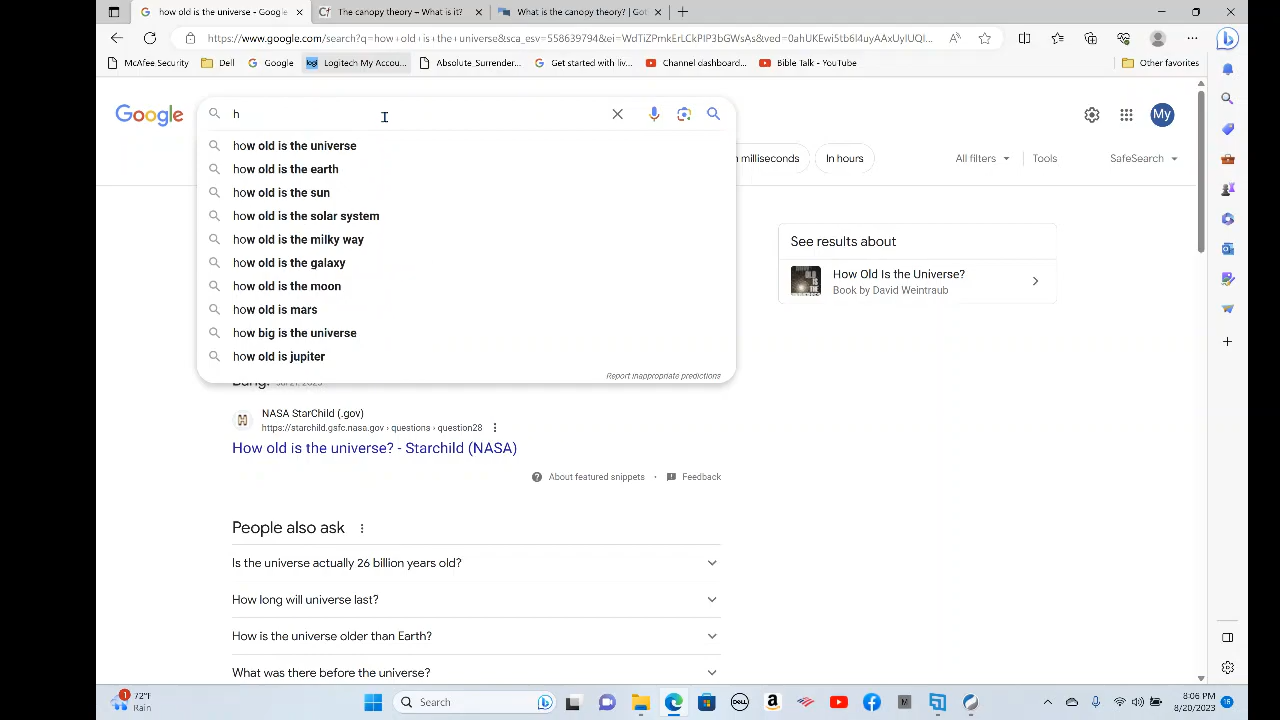 how old is the universe - Google
The canopy theory – What is it?
What is the canopy theory? | Got
https://www.google.com/search?q=how+old+is+the+universe&sca_esv=558639794&ei=
McAfee Security
Dell
Google
Logitech My Accou...
Absolute_Surrender...
Get started with liv...
Channel dashboard...
Bible Talk - YouTube
Other favorites
Google
h
My
how old is the universe
how old is the earth
how old is the sun
how old is the solar system
how old is the milky way
how old is the galaxy
how old is the moon
how old is mars
how big is the universe
how old is jupiter
Report inappropriate predictions
n milliseconds
In hours
All filters
Tools
SafeSearch
See results about
How Old Is the Universe?
Book by David Weintraub
Bang. Jul 21, 2023
NASA StarChild (.gov)
https://starchild.gsfc.nasa.gov › questions › question28
How old is the universe? - Starchild (NASA)
About featured snippets
Feedback
People also ask
Is the universe actually 26 billion years old?
How long will universe last?
How is the universe older than Earth?
What was there before the universe?
1
72°F
Rain
Search
DELL
8:06 PM
8/20/2023
16